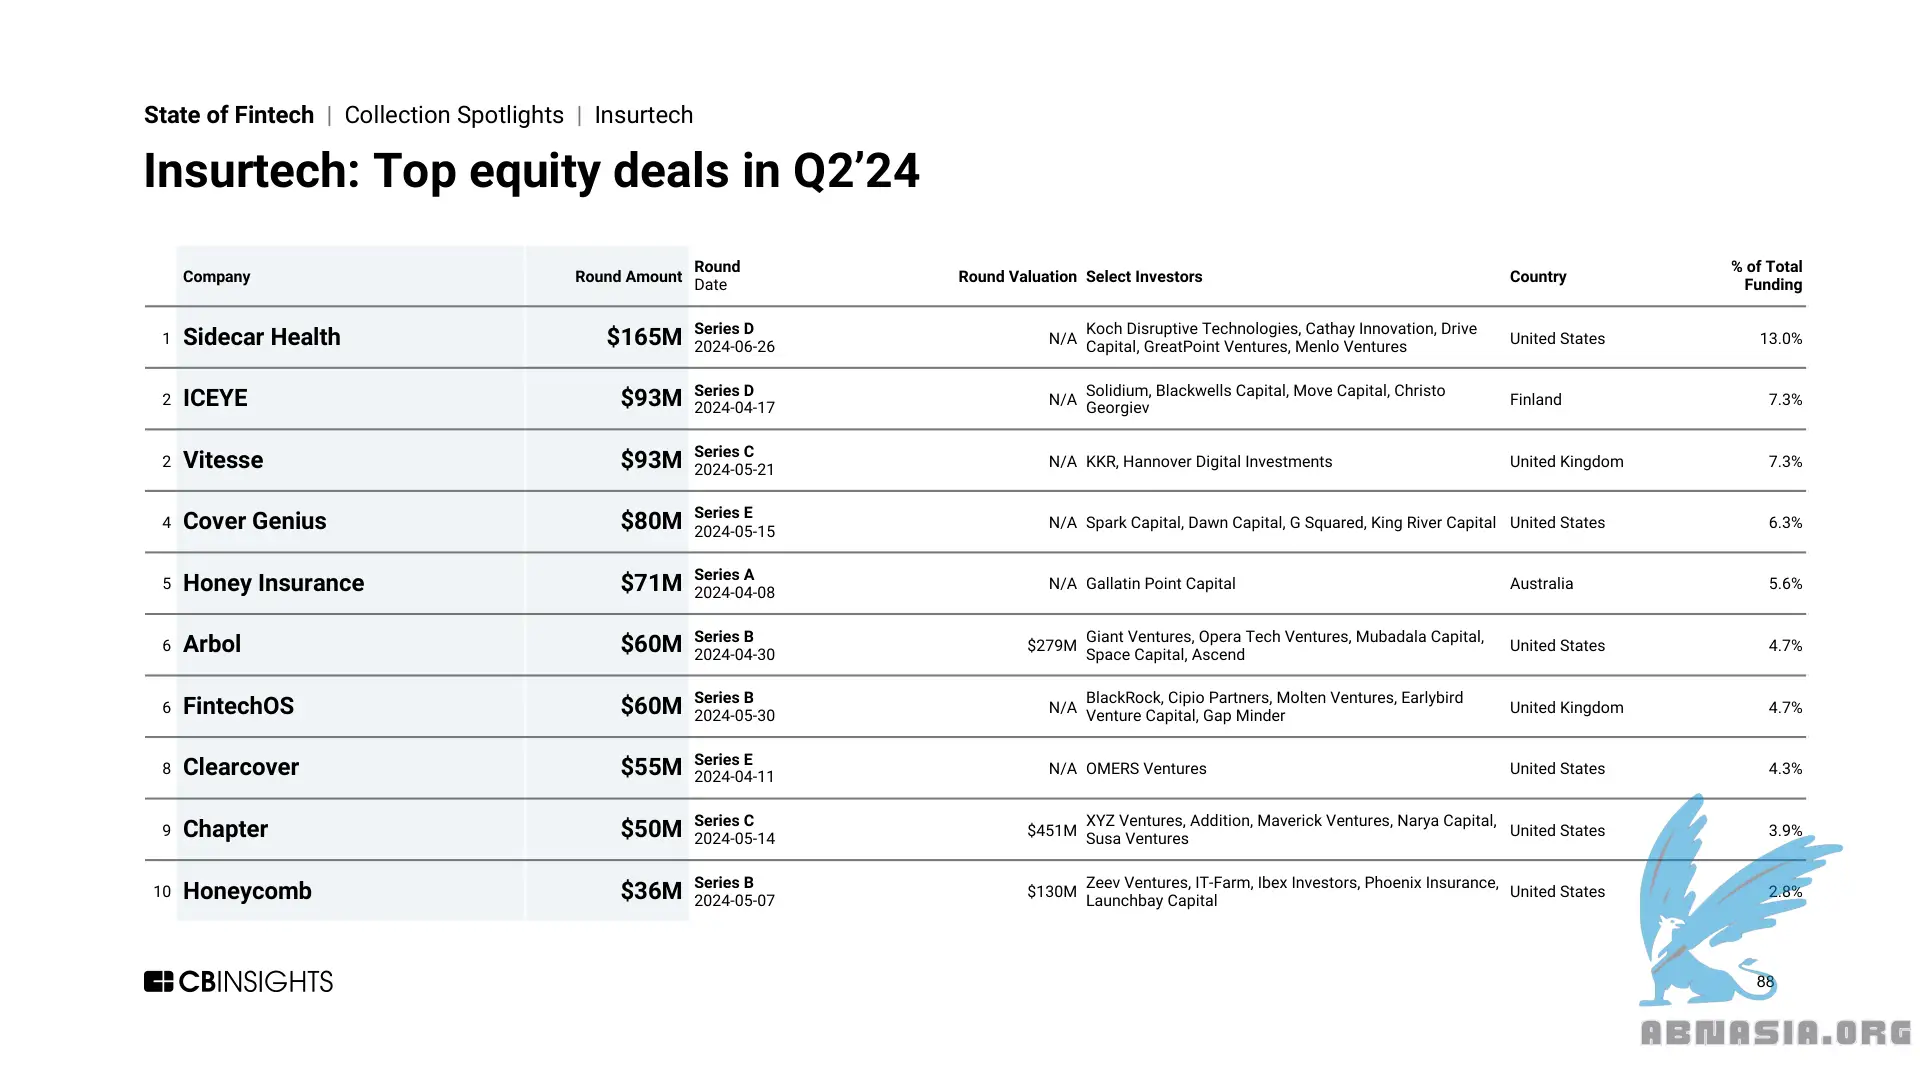 State of Fintech | Collection Spotlights | Insurtech
Insurtech: Top equity deals in Q2’24
Company Round Amount Round Date Round Valuation Select Investors Country % of Total Funding
1 Sidecar Health $165M Series D 2024-06-26 N/A Koch Disruptive Technologies, Cathay Innovation, Drive Capital, GreatPoint Ventures, Menlo Ventures United States 13.0%
2 ICEYE $93M Series D 2024-04-17 N/A Solidium, Blackwells Capital, Move Capital, Christo Georgiev Finland 7.3%
2 Vitesse $93M Series C 2024-05-21 N/A KKR, Hannover Digital Investments United Kingdom 7.3%
4 Cover Genius $80M Series E 2024-05-15 N/A Spark Capital, Dawn Capital, G Squared, King River Capital United States 6.3%
5 Honey Insurance $71M Series A 2024-04-08 N/A Gallatin Point Capital Australia 5.6%
6 Arbol $60M Series B 2024-04-30 $279M Giant Ventures, Opera Tech Ventures, Mubadala Capital, Space Capital, Ascend United States 4.7%
6 FintechOS $60M Series B 2024-05-30 N/A BlackRock, Cipio Partners, Molten Ventures, Earlybird Venture Capital, Gap Minder United Kingdom 4.7%
8 Clearcover $55M Series E 2024-04-11 N/A OMERS Ventures United States 4.3%
9 Chapter $50M Series C 2024-05-14 $451M XYZ Ventures, Addition, Maverick Ventures, Narya Capital, Susa Ventures United States 3.9%
10 Honeycomb $36M Series B 2024-05-07 $130M Zeev Ventures, IT-Farm, Ibex Investors, Phoenix Insurance, Launchbay Capital United States 2.8%
CBINSIGHTS
88
ABNASIA.ORG